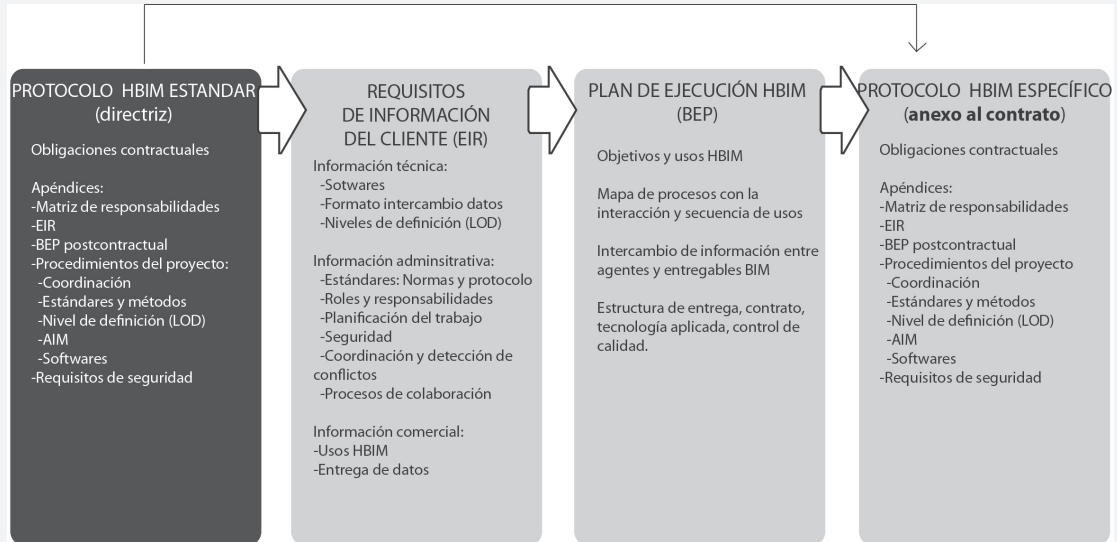 PROTOCOLO HBIM ESTANDAR
(directriz)
Obligaciones contractuales
Apéndices:
-Matriz de responsabilidades
-EIR
-BEP postcontractual
-Procedimientos del proyecto:
-Coordinación
-Estándares y métodos
-Nivel de definición (LOD)
-AIM
-Softwares
-Requisitos de seguridad
REQUISITOS
DE INFORMACIÓN
DEL CLIENTE (EIR)
Información técnica:
-Sotwares
-Formato intercambio datos
-Niveles de definición (LOD)
Información adminsitrativa:
-Estándares: Normas y protocolo
-Roles y responsabilidades
-Planificación del trabajo
-Seguridad
-Coordinación y detección de
conflictos
-Procesos de colaboración
Información comercial:
-Usos HBIM
-Entrega de datos
PLAN DE EJECUCIÓN HBIM
(BEP)
Objetivos y usos HBIM
Mapa de procesos con la
interacción y secuencia de usos
Intercambio de información entre
agentes y entregables BIM
Estructura de entrega, contrato,
tecnología aplicada, control de
calidad.
PROTOCOLO HBIM ESPECÍFICO
(anexo al contrato)
Obligaciones contractuales
Apéndices:
-Matriz de responsabilidades
-EIR
-BEP postcontractual
-Procedimientos del proyecto
-Coordinación
-Estándares y métodos
-Nivel de definición (LOD)
-AIM
-Softwares
-Requisitos de seguridad